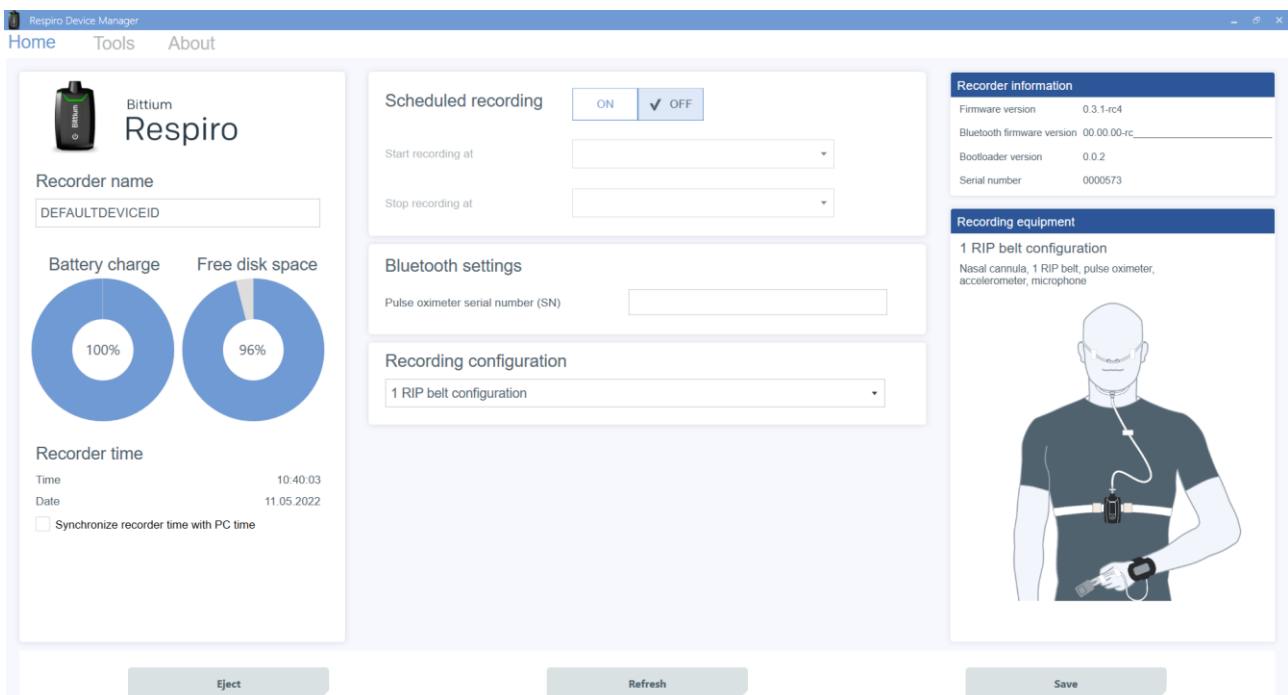 Respiro Device Manager
Home Tools About
Bittium
Respiro
Bittium
Recorder name
DEFAULTDEVICEID
Battery charge Free disk space
100% 96%
Recorder time
Time 10:40:03
Date 11.05.2022
Synchronize recorder time with PC time
Scheduled recording ON OFF
Start recording at
Stop recording at
Bluetooth settings
Pulse oximeter serial number (SN)
Recording configuration
1 RIP belt configuration
Recorder information
Firmware version 0.3.1-rc4
Bluetooth firmware version 00.00.00-rc_______________________
Bootloader version 0.0.2
Serial number 0000573
Recording equipment
1 RIP belt configuration
Nasal cannula, 1 RIP belt, pulse oximeter,
accelerometer, microphone
Eject Refresh Save